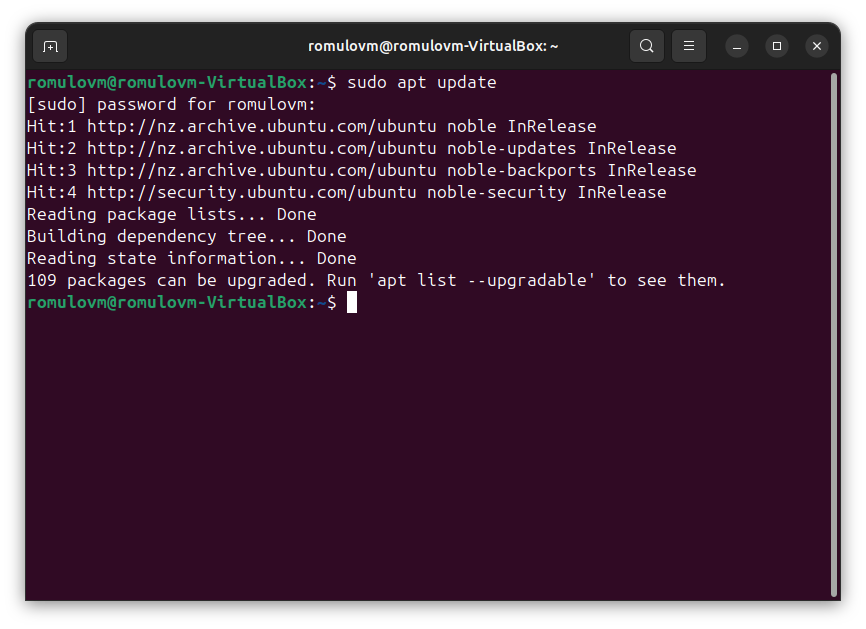 romulovm@romulovm-VirtualBox: ~
romulovm@romulovm-VirtualBox:~$ sudo apt update
[sudo] password for romulovm:
Hit:1 http://nz.archive.ubuntu.com/ubuntu noble InRelease
Hit:2 http://nz.archive.ubuntu.com/ubuntu noble-updates InRelease
Hit:3 http://nz.archive.ubuntu.com/ubuntu noble-backports InRelease
Hit:4 http://security.ubuntu.com/ubuntu noble-security InRelease
Reading package lists... Done
Building dependency tree... Done
Reading state information... Done
109 packages can be upgraded. Run 'apt list --upgradable' to see them.
romulovm@romulovm-VirtualBox:~$